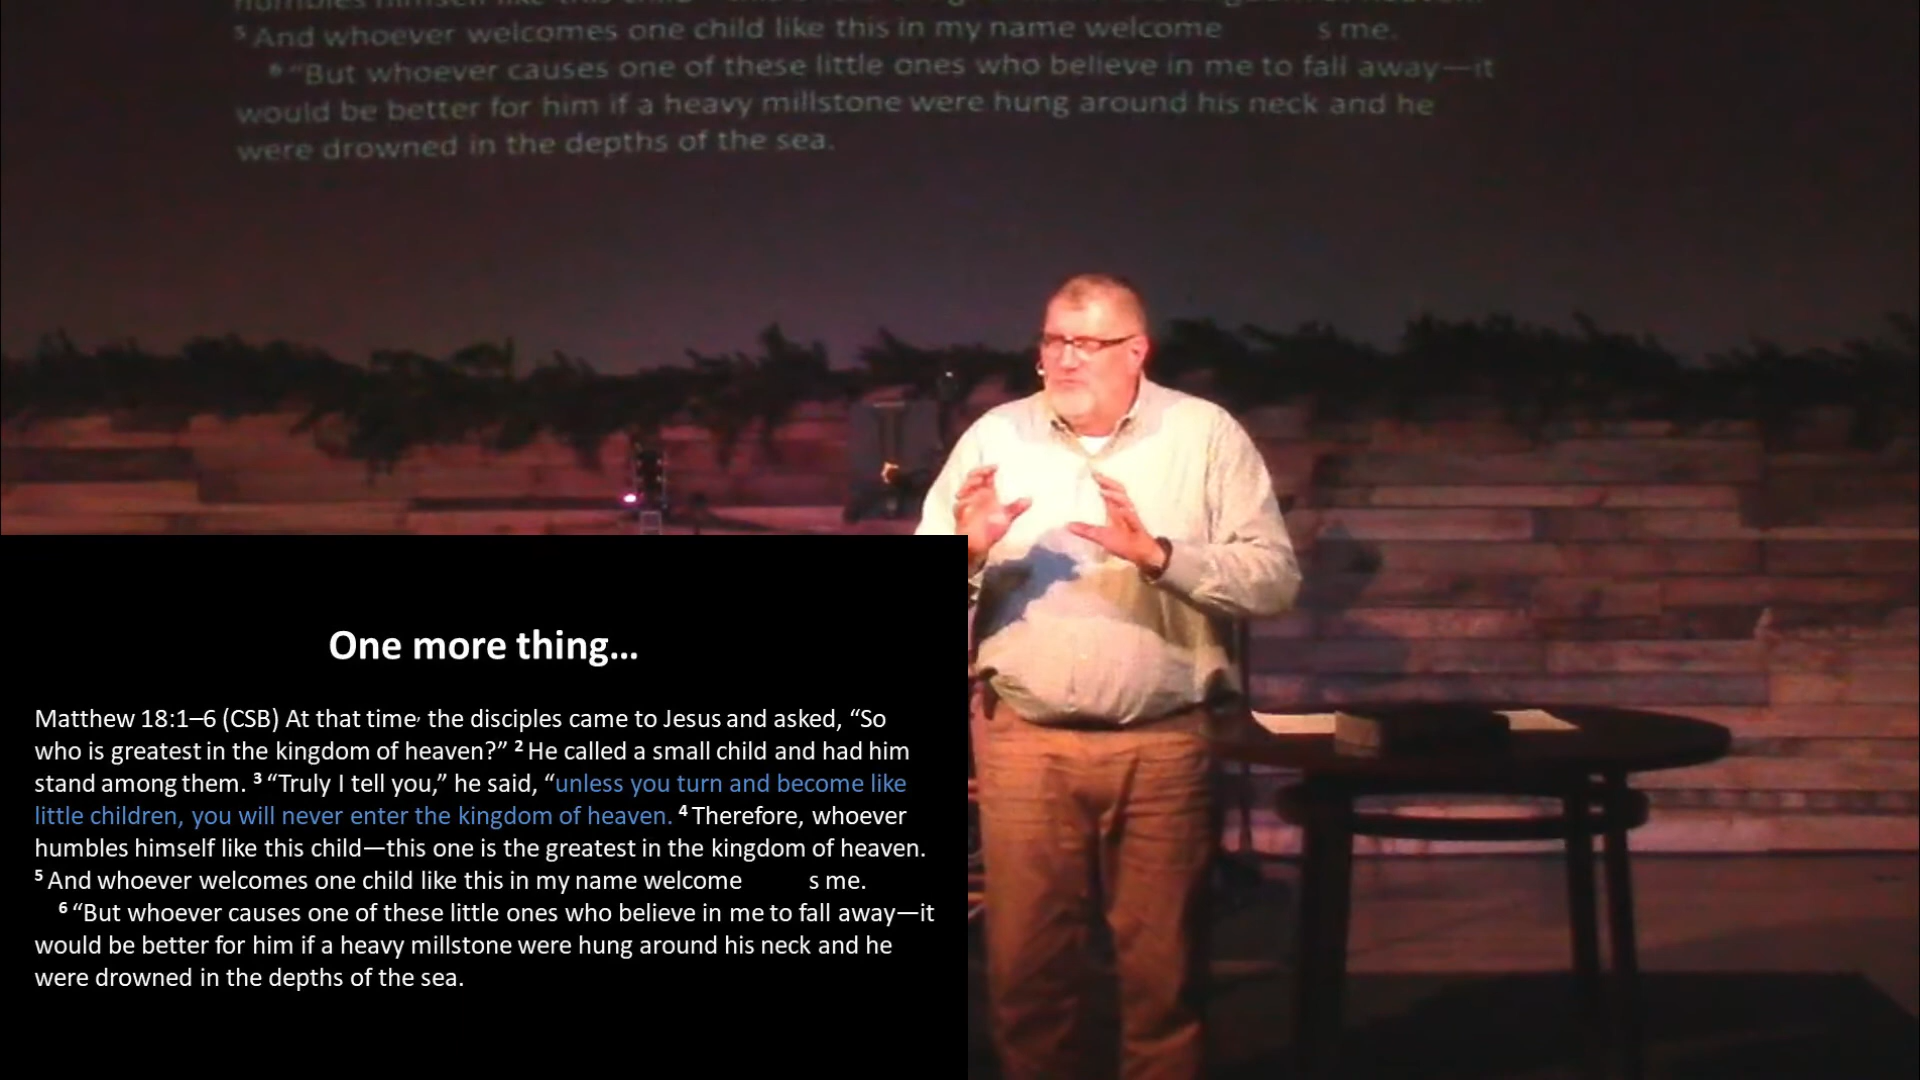 ⁵ And whoever welcomes one child like this in my name welcome s me.
⁶ “But whoever causes one of these little ones who believe in me to fall away—it
would be better for him if a heavy millstone were hung around his neck and he
were drowned in the depths of the sea.
One more thing...
Matthew 18:1–6 (CSB) At that time, the disciples came to Jesus and asked, “So
who is greatest in the kingdom of heaven?” ² He called a small child and had him
stand among them. ³ “Truly I tell you,” he said, “unless you turn and become like
little children, you will never enter the kingdom of heaven. ⁴ Therefore, whoever
humbles himself like this child—this one is the greatest in the kingdom of heaven.
⁵ And whoever welcomes one child like this in my name welcome s me.
⁶ “But whoever causes one of these little ones who believe in me to fall away—it
would be better for him if a heavy millstone were hung around his neck and he
were drowned in the depths of the sea.